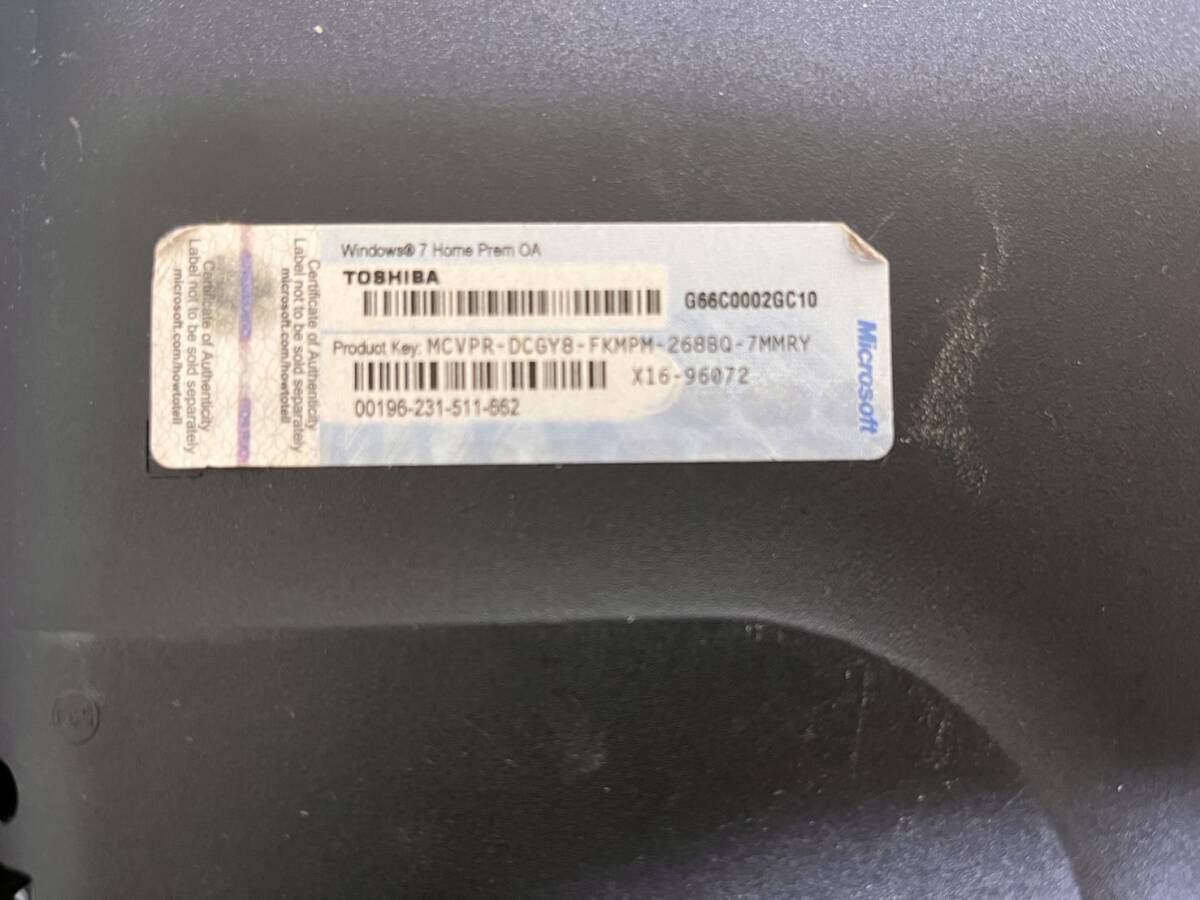 Windows® 7 Home Prem OA
TOSHIBA
G66C0002GC10
Product Key: MCVPR-DCGY8-FKMPM-268BQ-7MMRY
X16-96072
00196-231-511-662
Microsoft
Certificate of Authenticity
Label not to be sold separately
microsoft.com/howtotell
Certificate of Authenticity
Label not to be sold separately
microsoft.com/howtotell